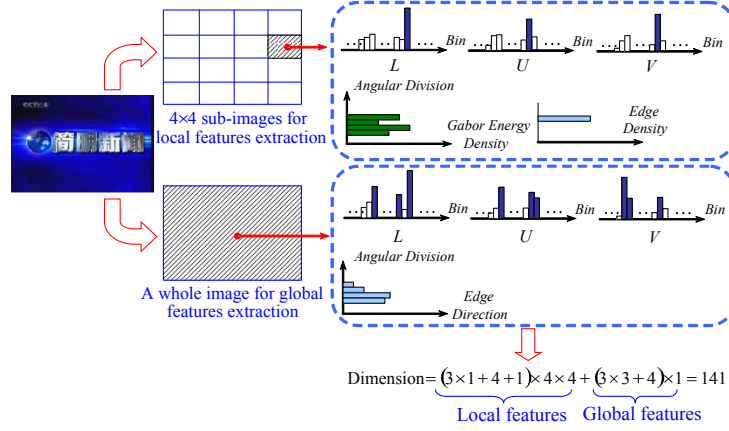 CCTV-4
简明新闻
4×4 sub-images for
local features extraction
A whole image for global
features extraction
Bin
Bin
Bin
L
U
V
Angular Division
Gabor Energy
Density
Edge
Density
Bin
Bin
Bin
L
U
V
Angular Division
Edge
Direction
Dimension= (3×1+4+1)×4×4+(3×3+4)×1=141
Local features
Global features